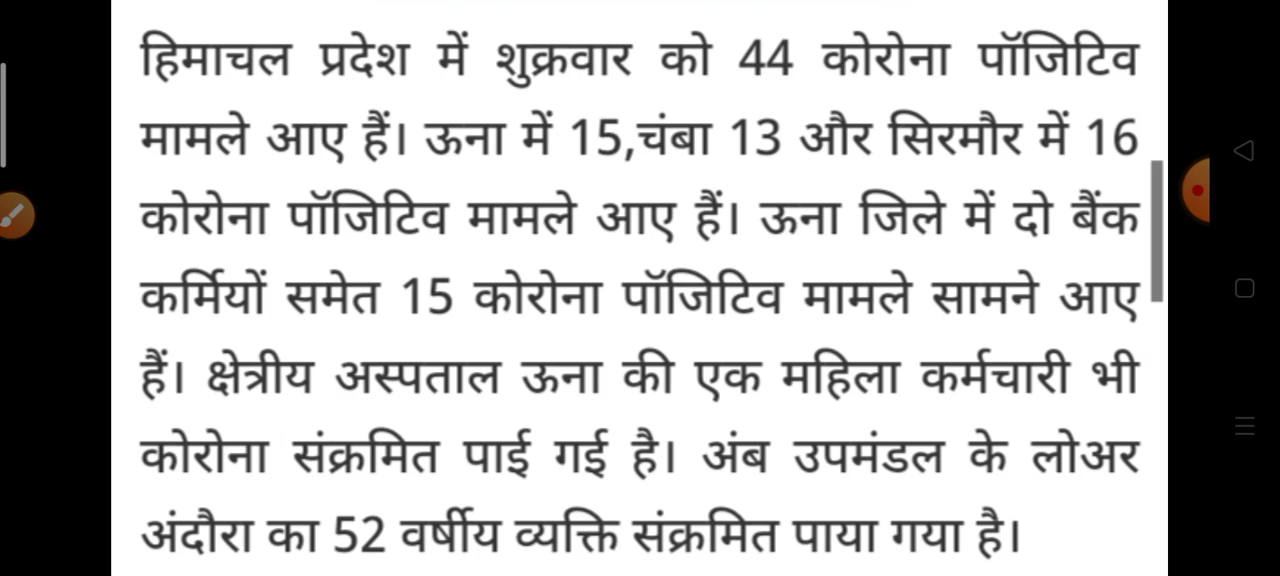 हिमाचल प्रदेश में शुक्रवार को 44 कोरोना पॉजिटिव
मामले आए हैं। ऊना में 15,चंबा 13 और सिरमौर में 16
कोरोना पॉजिटिव मामले आए हैं। ऊना जिले में दो बैंक
कर्मियों समेत 15 कोरोना पॉजिटिव मामले सामने आए
हैं। क्षेत्रीय अस्पताल ऊना की एक महिला कर्मचारी भी
कोरोना संक्रमित पाई गई है। अंब उपमंडल के लोअर
अंदौरा का 52 वर्षीय व्यक्ति संक्रमित पाया गया है।